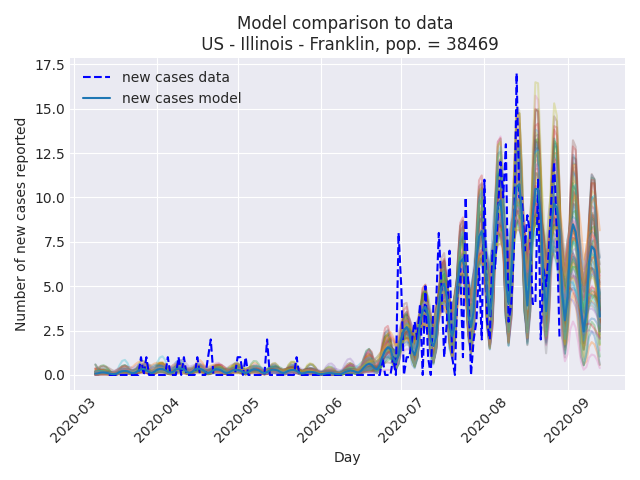 Model comparison to data
US - Illinois - Franklin, pop. = 38469
new cases data
new cases model
Number of new cases reported
17.5
15.0
12.5
10.0
7.5
5.0
2.5
0.0
2020-03
2020-04
2020-05
2020-06
2020-07
2020-08
2020-09
Day